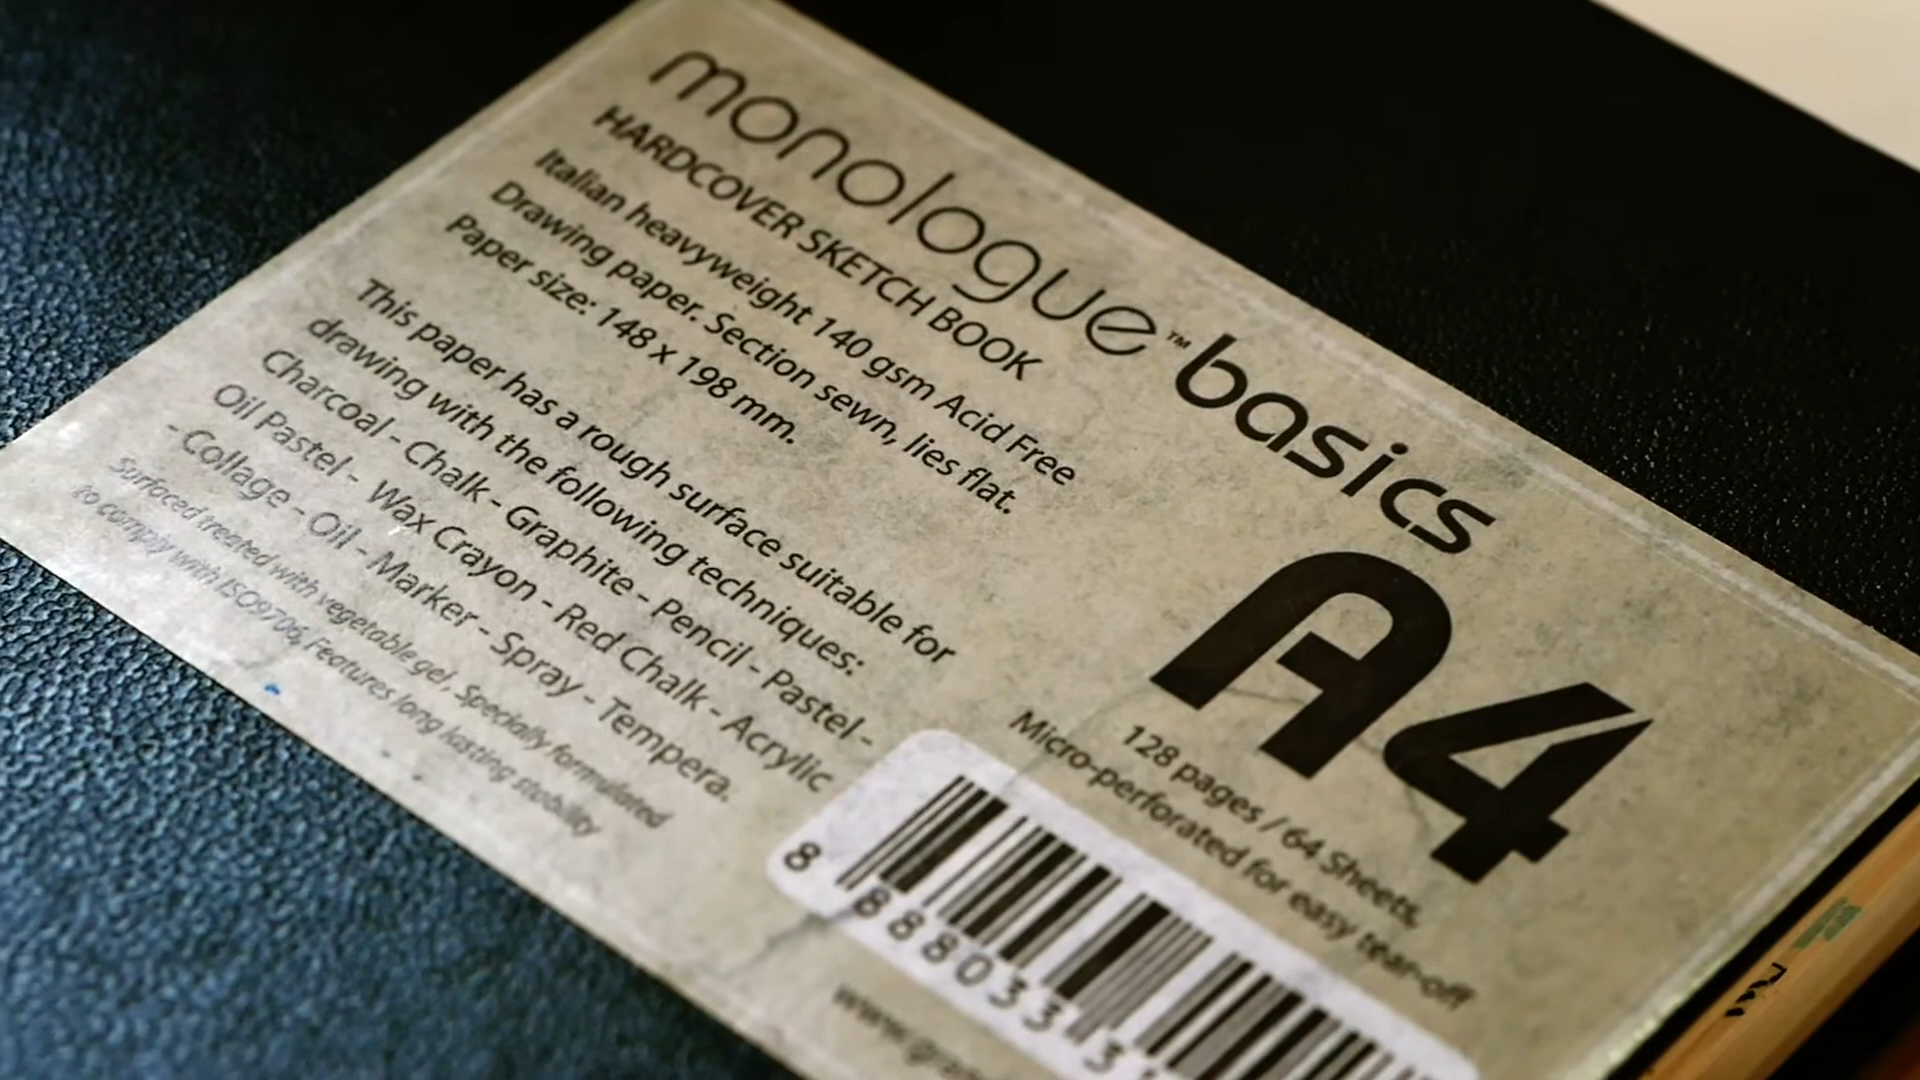 monologue™ basics
HARDCOVER SKETCH BOOK
Italian heavyweight 140 gsm Acid Free
Drawing paper. Section sewn, lies flat.
Paper size: 148 x 198 mm.
This paper has a rough surface suitable for
drawing with the following techniques:
Charcoal - Chalk - Graphite - Pencil - Pastel -
Oil Pastel - Wax Crayon - Red Chalk - Acrylic
- Collage - Oil - Marker - Spray - Tempera.
Surfaced treated with vegetable gel, Specially formulated
to comply with ISO9706, Features long lasting stability
A4
128 pages / 64 Sheets,
Micro-perforated for easy tear-off
8 888033 3